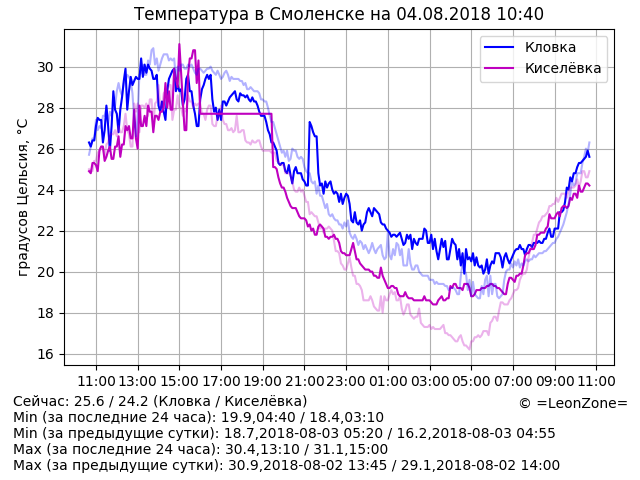 Температура в Смоленске на 04.08.2018 10:40
Кловка
Киселёвка
градусов Цельсия, °C
30
28
26
24
22
20
18
16
11:00 13:00 15:00 17:00 19:00 21:00 23:00 01:00 03:00 05:00 07:00 09:00 11:00
Сейчас: 25.6 / 24.2 (Кловка / Киселёвка)
© =LeonZone=
Min (за последние 24 часа): 19.9,04:40 / 18.4,03:10
Min (за предыдущие сутки): 18.7,2018-08-03 05:20 / 16.2,2018-08-03 04:55
Max (за последние 24 часа): 30.4,13:10 / 31.1,15:00
Max (за предыдущие сутки): 30.9,2018-08-02 13:45 / 29.1,2018-08-02 14:00